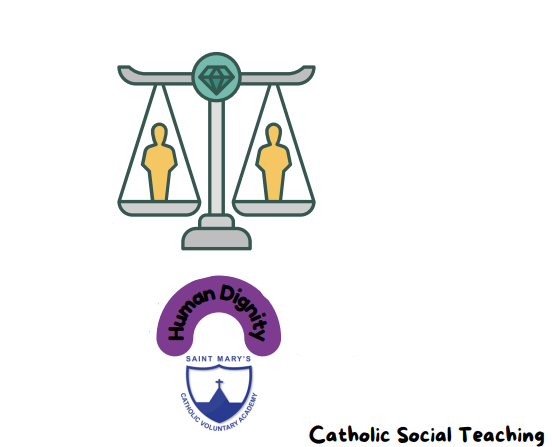 Human Dignity
SAINT MARY'S
CATHOLIC VOLUNTARY ACADEMY
Catholic Social Teaching